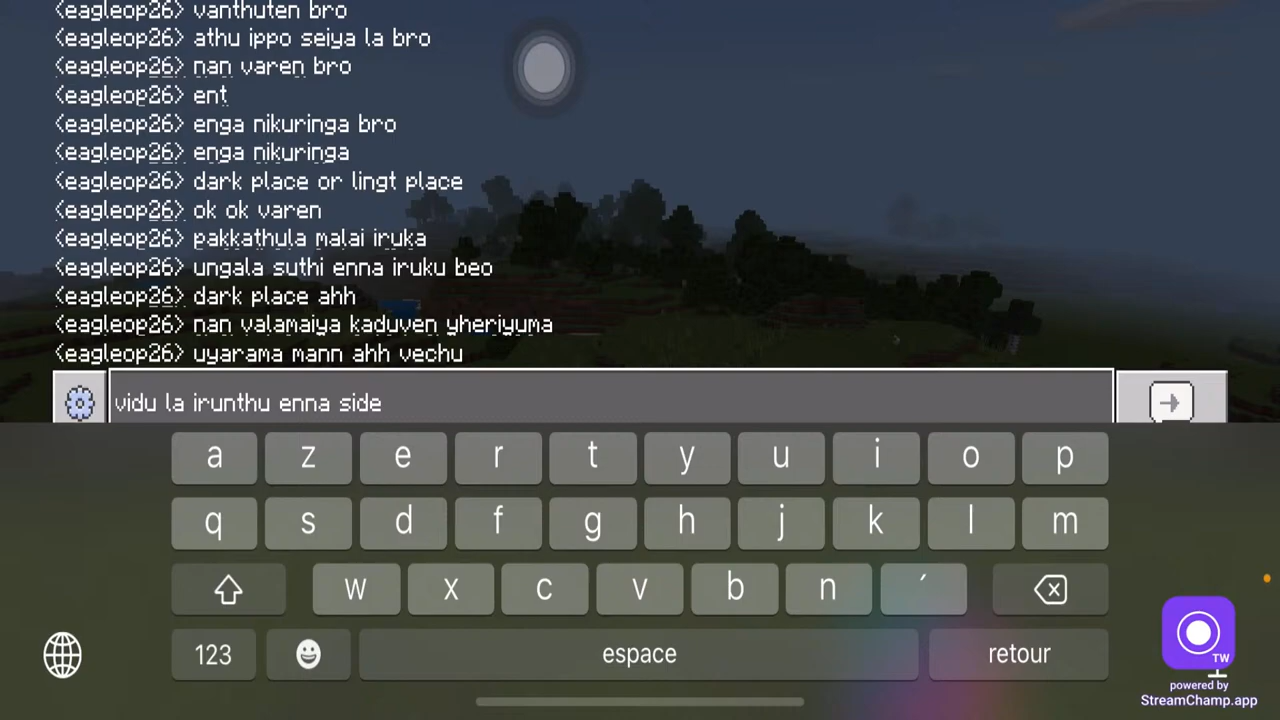 <eagleop26> vanthuten bro
<eagleop26> athu ippo seiya la bro
<eagleop26> nan varen bro
<eagleop26> ent
<eagleop26> enga nikuringa bro
<eagleop26> enga nikuringa
<eagleop26> dark place or lingt place
<eagleop26> ok ok varen
<eagleop26> pakkathula malai iruka
<eagleop26> ungala suthi enna iruku beo
<eagleop26> dark place ahh
<eagleop26> nan valamaiya kaduven yheriyuma
<eagleop26> uyarama mann ahh vechu
vidu la irunthu enna side
a z e r t y u i o p
q s d f g h j k l m
w x c v b n ´
123 espace retour
TW
powered by
StreamChamp.app